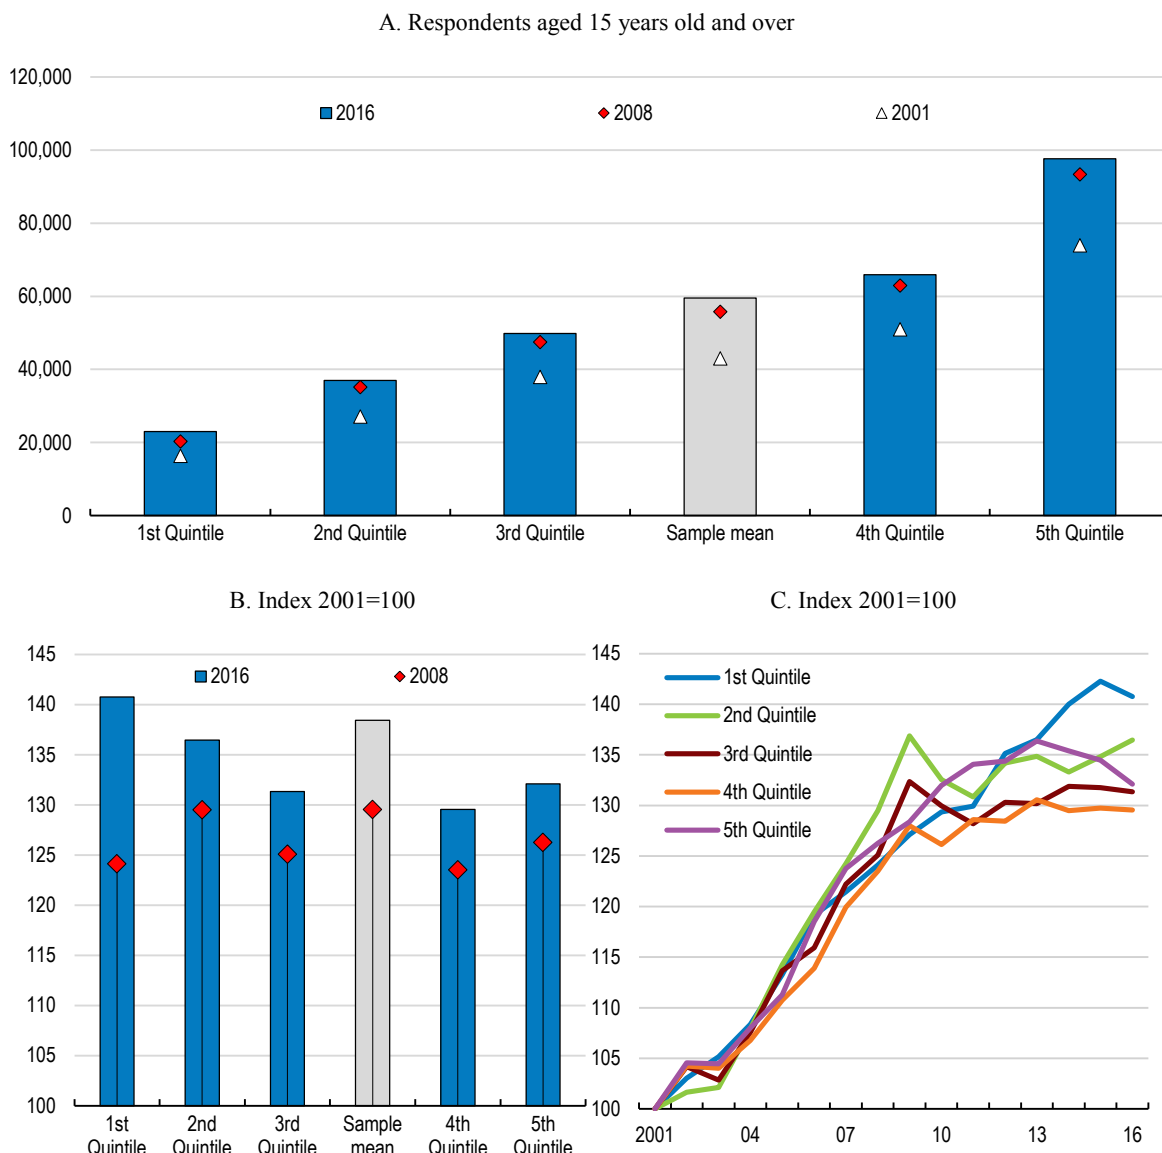 A. Respondents aged 15 years old and over
120,000
2016
2008
2001
100,000
80,000
60,000
40,000
20,000
0
1st Quintile
2nd Quintile
3rd Quintile
Sample mean
4th Quintile
5th Quintile
B. Index 2001=100
145
2016
2008
140
135
130
125
120
115
110
105
100
1st
Quintile
2nd
Quintile
3rd
Quintile
Sample
mean
4th
Quintile
5th
Quintile
C. Index 2001=100
145
1st Quintile
140
2nd Quintile
135
3rd Quintile
130
4th Quintile
125
5th Quintile
120
115
110
105
100
2001
04
07
10
13
16